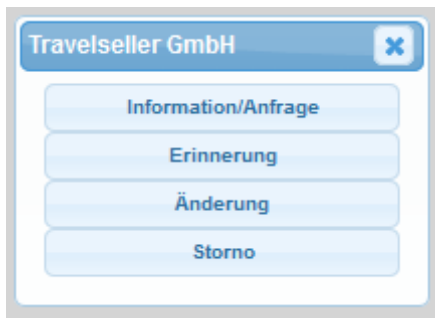 Travelseller GmbH
Information/Anfrage
Erinnerung
Änderung
Storno